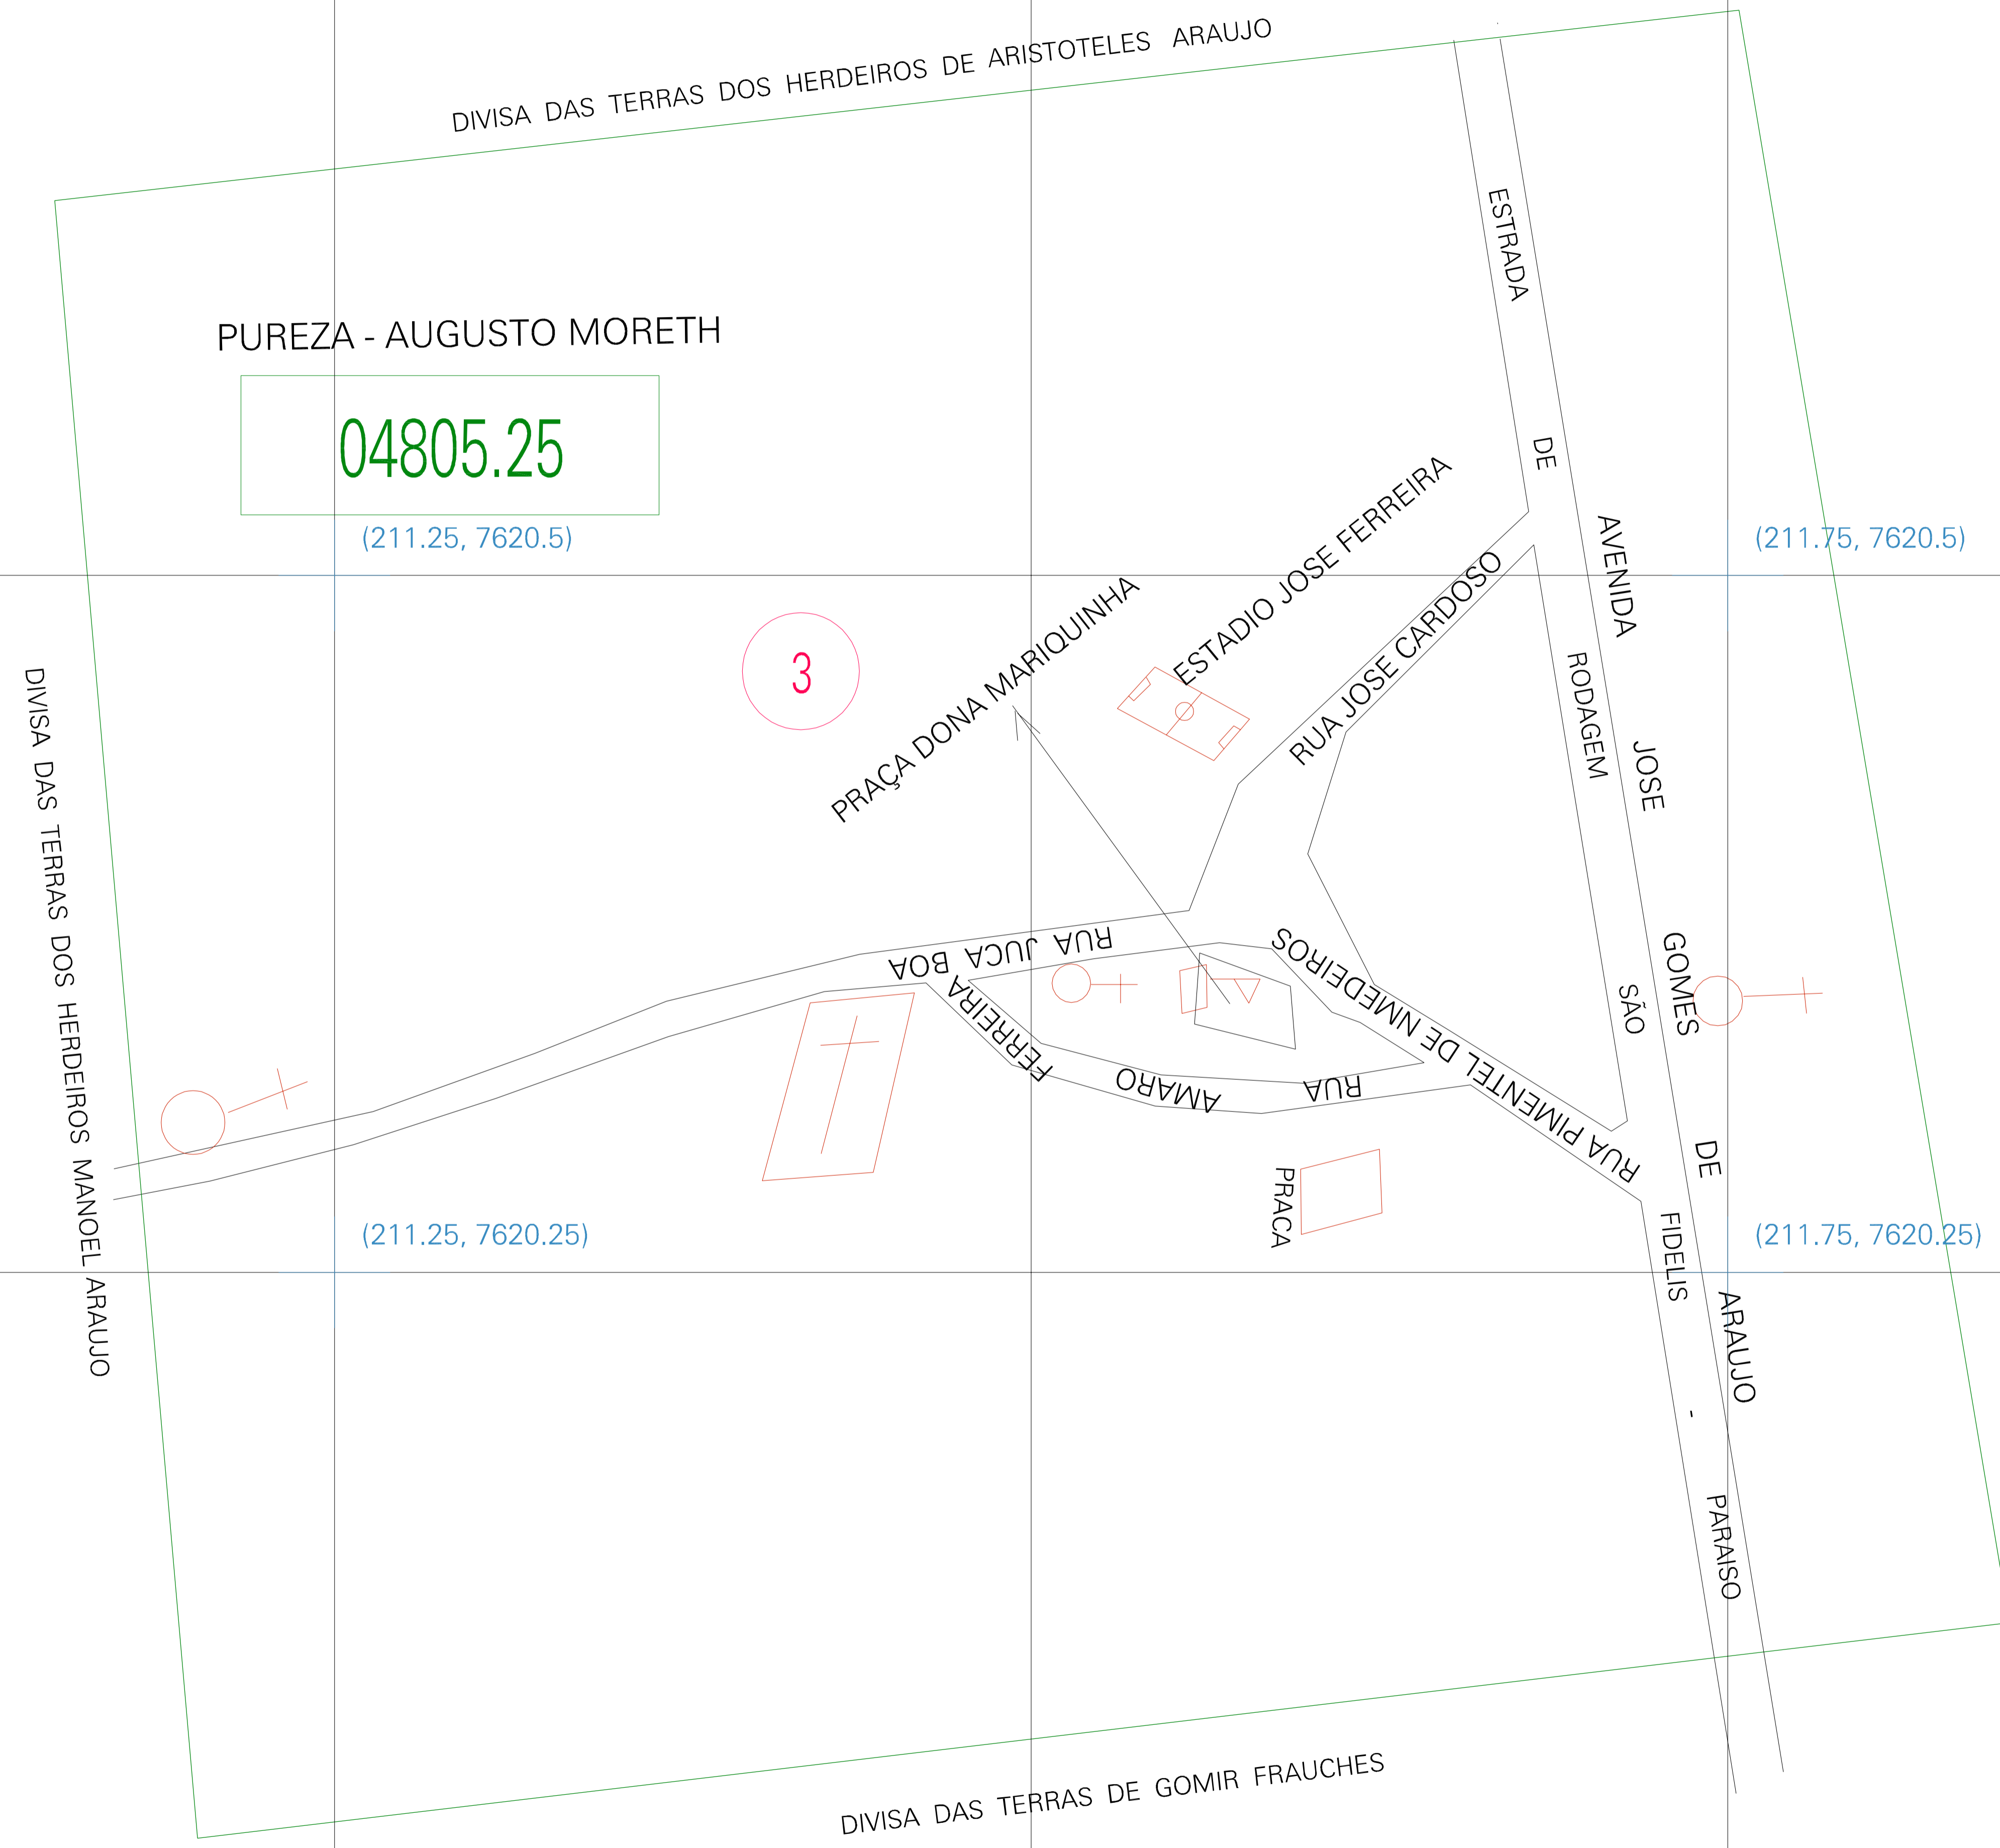 DIVISA DAS TERRAS DOS HERDEIROS DE ARISTOTELES ARAUJO
PUREZA - AUGUSTO MORETH
04805.25
(211.25, 7620.5)
(211.75, 7620.5)
3
PRAÇA DONA MARIQUINHA
ESTADIO JOSE FERREIRA
RUA JOSE CARDOSO
ESTRADA DE RODAGEM SÃO FIDELIS - PARAISO
AVENIDA JOSE GOMES DE ARAUJO
DIVISA DAS TERRAS DOS HERDEIROS MANOEL ARAUJO
RUA JUCA BOA
RUA AMARO FERREIRA
RUA PIMENTEL DE NMEDEIROS
PRACA
(211.25, 7620.25)
(211.75, 7620.25)
DIVISA DAS TERRAS DE GOMIR FRAUCHES